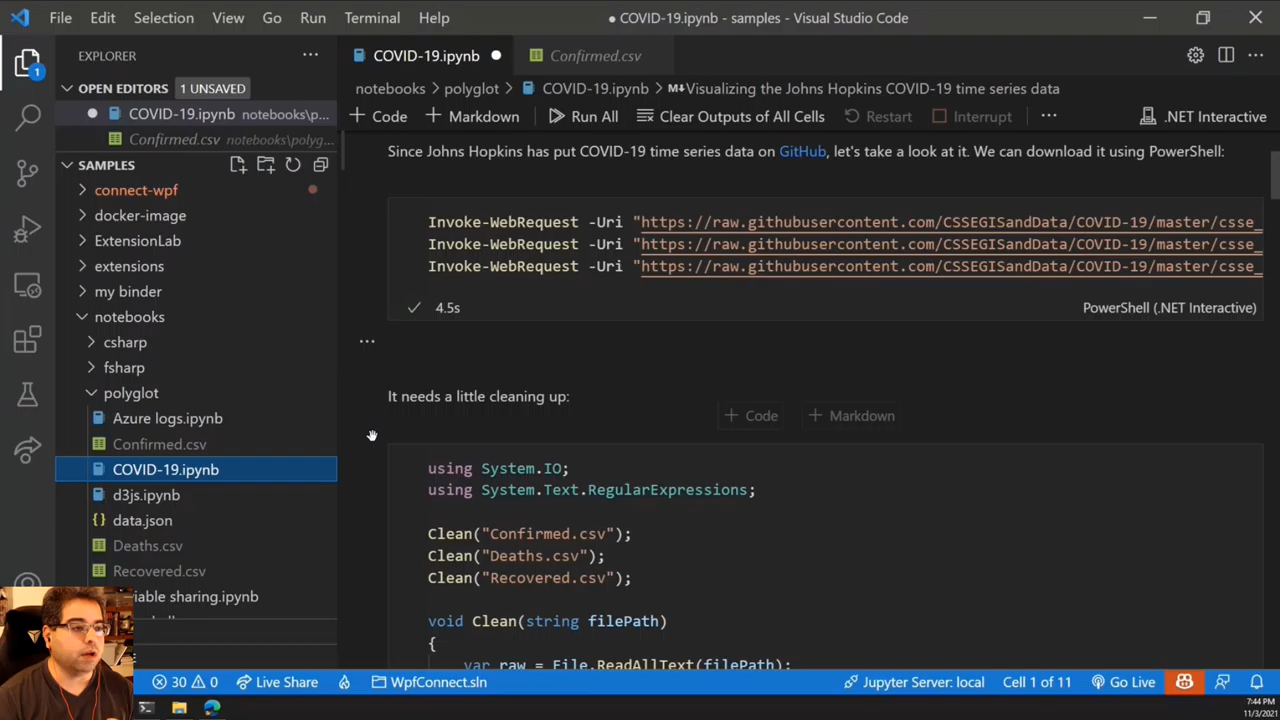 File Edit Selection View Go Run Terminal Help
● COVID-19.ipynb - samples - Visual Studio Code
EXPLORER
COVID-19.ipynb
Confirmed.csv
OPEN EDITORS 1 UNSAVED
notebooks > polyglot > COVID-19.ipynb > Visualizing the Johns Hopkins COVID-19 time series data
COVID-19.ipynb notebooks\p...
Code Markdown Run All Clear Outputs of All Cells Restart Interrupt .NET Interactive
Confirmed.csv notebooks\polyg...
SAMPLES
connect-wpf
docker-image
ExtensionLab
extensions
my binder
notebooks
csharp
fsharp
polyglot
Azure logs.ipynb
Confirmed.csv
COVID-19.ipynb
d3js.ipynb
data.json
Deaths.csv
Recovered.csv
iable sharing.ipynb
Since Johns Hopkins has put COVID-19 time series data on GitHub, let's take a look at it. We can download it using PowerShell:
Invoke-WebRequest -Uri "https://raw.githubusercontent.com/CSSEGISandData/COVID-19/master/csse_
Invoke-WebRequest -Uri "https://raw.githubusercontent.com/CSSEGISandData/COVID-19/master/csse_
Invoke-WebRequest -Uri "https://raw.githubusercontent.com/CSSEGISandData/COVID-19/master/csse_
4.5s
PowerShell (.NET Interactive)
It needs a little cleaning up:
Code Markdown
using System.IO;
using System.Text.RegularExpressions;
Clean("Confirmed.csv");
Clean("Deaths.csv");
Clean("Recovered.csv");
void Clean(string filePath)
{
var raw = File.ReadAllText(filePath);
30 0 Live Share WpfConnect.sln Jupyter Server: local Cell 1 of 11 Go Live
7:44 PM
11/3/2021
1